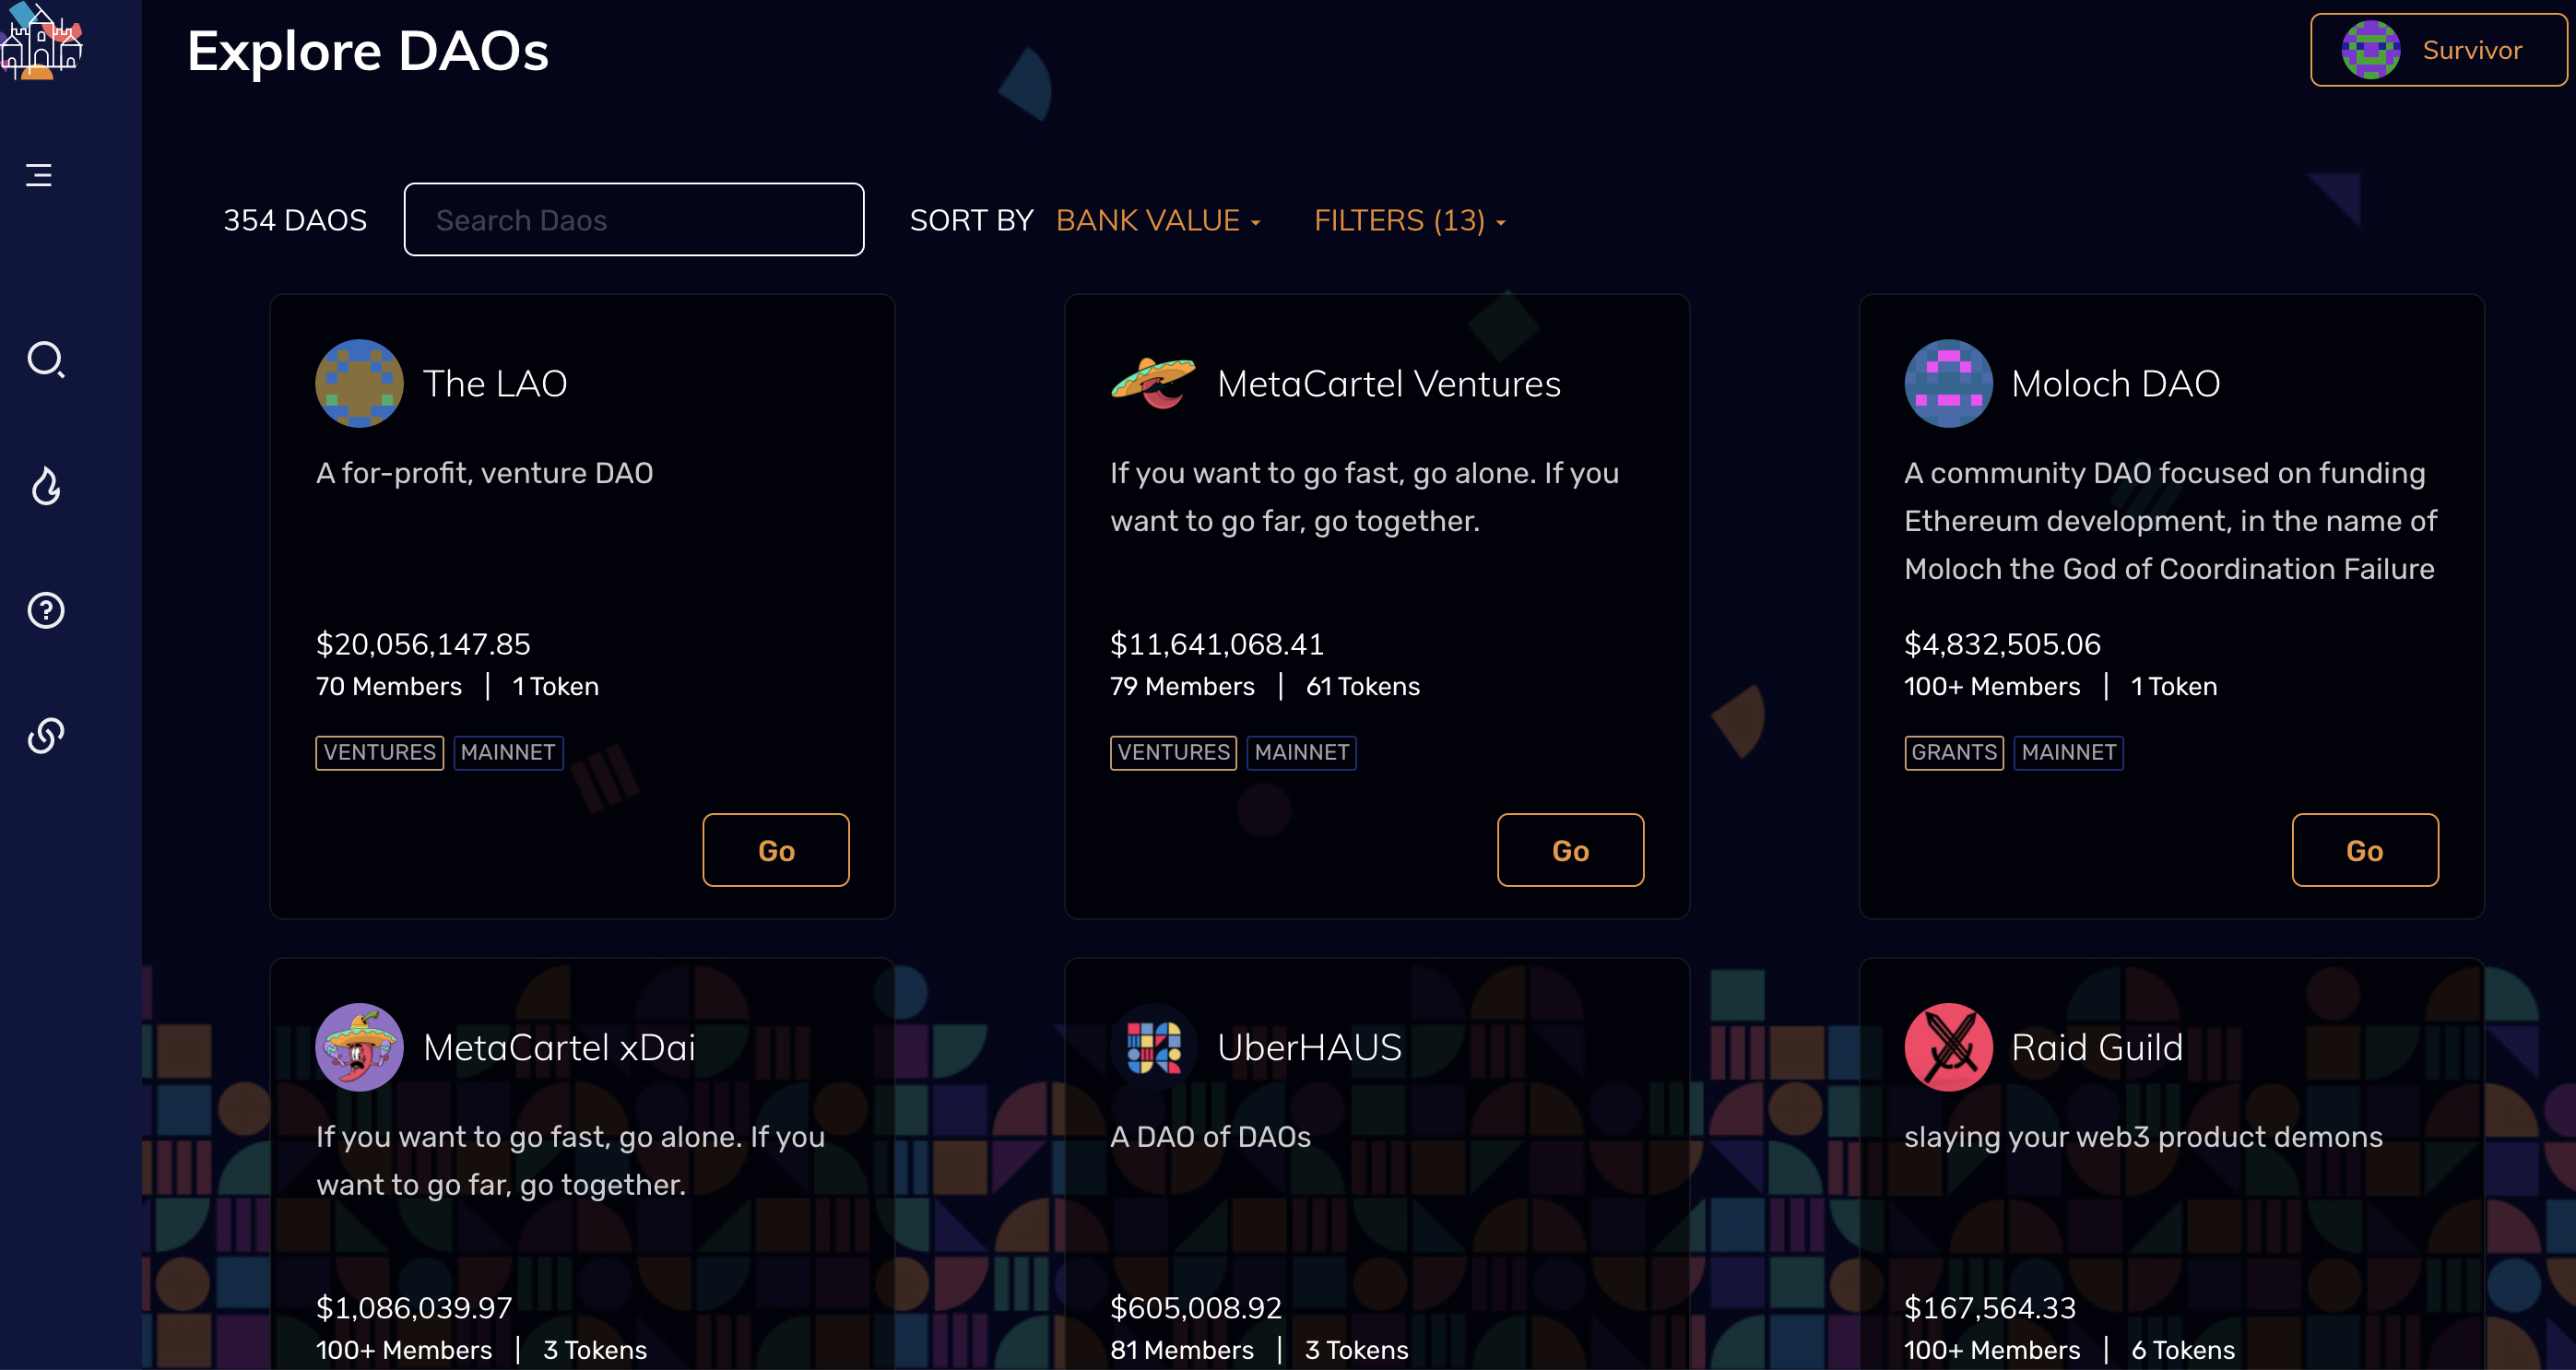 Explore DAOs
Survivor
354 DAOS
Search Daos
SORT BY BANK VALUE
FILTERS (13)
The LAO
A for-profit, venture DAO
$20,056,147.85
70 Members | 1 Token
VENTURES MAINNET
Go
MetaCartel Ventures
If you want to go fast, go alone. If you
want to go far, go together.
$11,641,068.41
79 Members | 61 Tokens
VENTURES MAINNET
Go
Moloch DAO
A community DAO focused on funding
Ethereum development, in the name of
Moloch the God of Coordination Failure
$4,832,505.06
100+ Members | 1 Token
GRANTS MAINNET
Go
MetaCartel xDai
If you want to go fast, go alone. If you
want to go far, go together.
$1,086,039.97
100+ Members | 3 Tokens
UberHAUS
A DAO of DAOs
$605,008.92
81 Members | 3 Tokens
Raid Guild
slaying your web3 product demons
$167,564.33
100+ Members | 6 Tokens